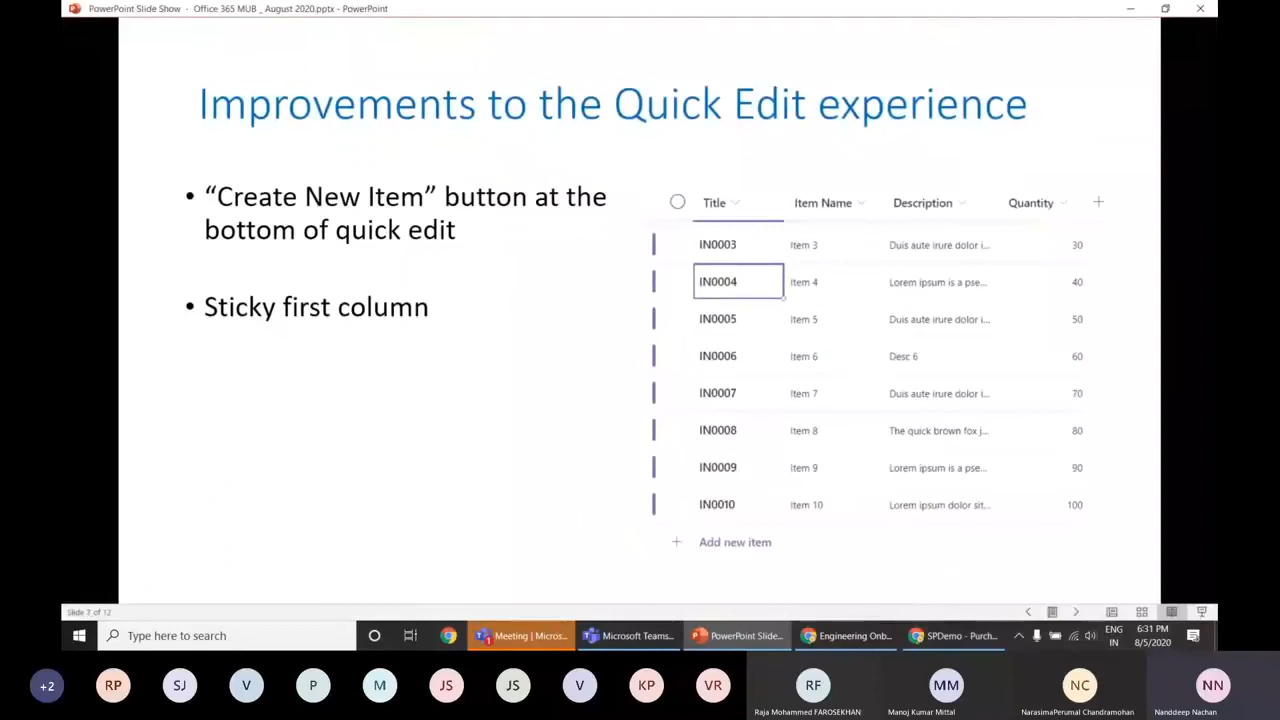 PowerPoint Slide Show - Office 365 MUB _ August 2020.pptx - PowerPoint
Improvements to the Quick Edit experience
• “Create New Item” button at the
bottom of quick edit
• Sticky first column
Title Item Name Description Quantity
IN0003 Item 3 Duis aute irure dolor i... 30
IN0004 Item 4 Lorem ipsum is a pse... 40
IN0005 Item 5 Duis aute irure dolor i... 50
IN0006 Item 6 Desc 6 60
IN0007 Item 7 Duis aute irure dolor i... 70
IN0008 Item 8 The quick brown fox j... 80
IN0009 Item 9 Lorem ipsum is a pse... 90
IN0010 Item 10 Lorem ipsum dolor sit... 100
+ Add new item
Slide 7 of 12
Type here to search
1
Meeting | Micros...
Microsoft Teams...
PowerPoint Slide...
Engineering Onb...
SPDemo - Purch...
ENG
IN
6:31 PM
8/5/2020
+2 RP SJ V P M JS JS V KP VR RF MM NC NN
Raja Mohammed FAROSEKHAN
Manoj Kumar Mittal
NarasimaPerumal Chandramohan
Nanddeep Nachan